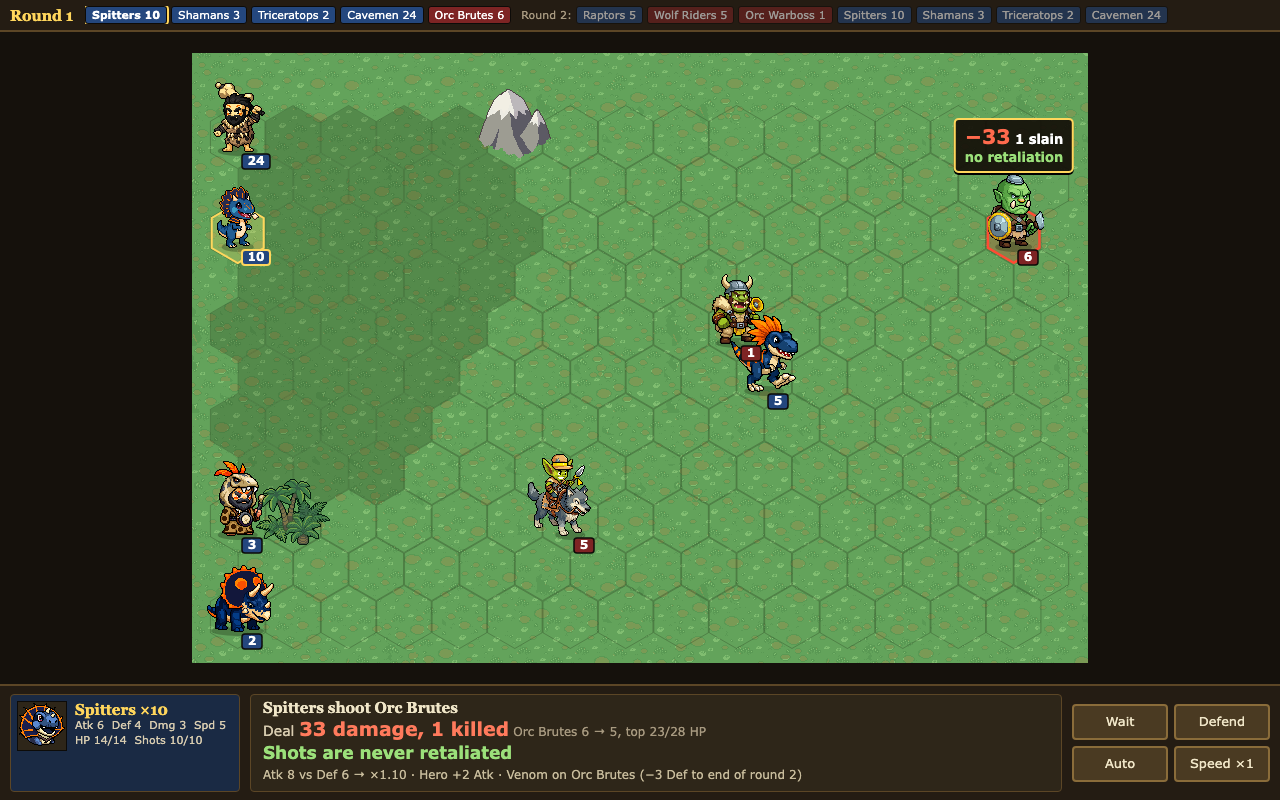 Round 1 Spitters 10 Shamans 3 Triceratops 2 Cavemen 24 Orc Brutes 6 Round 2: Raptors 5 Wolf Riders 5 Orc Warboss 1 Spitters 10 Shamans 3 Triceratops 2 Cavemen 24
−33 1 slain
no retaliation
24
10
6
1
5
3
5
2
Spitters ×10
Atk 6 Def 4 Dmg 3 Spd 5
HP 14/14 Shots 10/10
Spitters shoot Orc Brutes
Deal 33 damage, 1 killed Orc Brutes 6 → 5, top 23/28 HP
Shots are never retaliated
Atk 8 vs Def 6 → ×1.10 · Hero +2 Atk · Venom on Orc Brutes (−3 Def to end of round 2)
Wait Defend
Auto Speed ×1